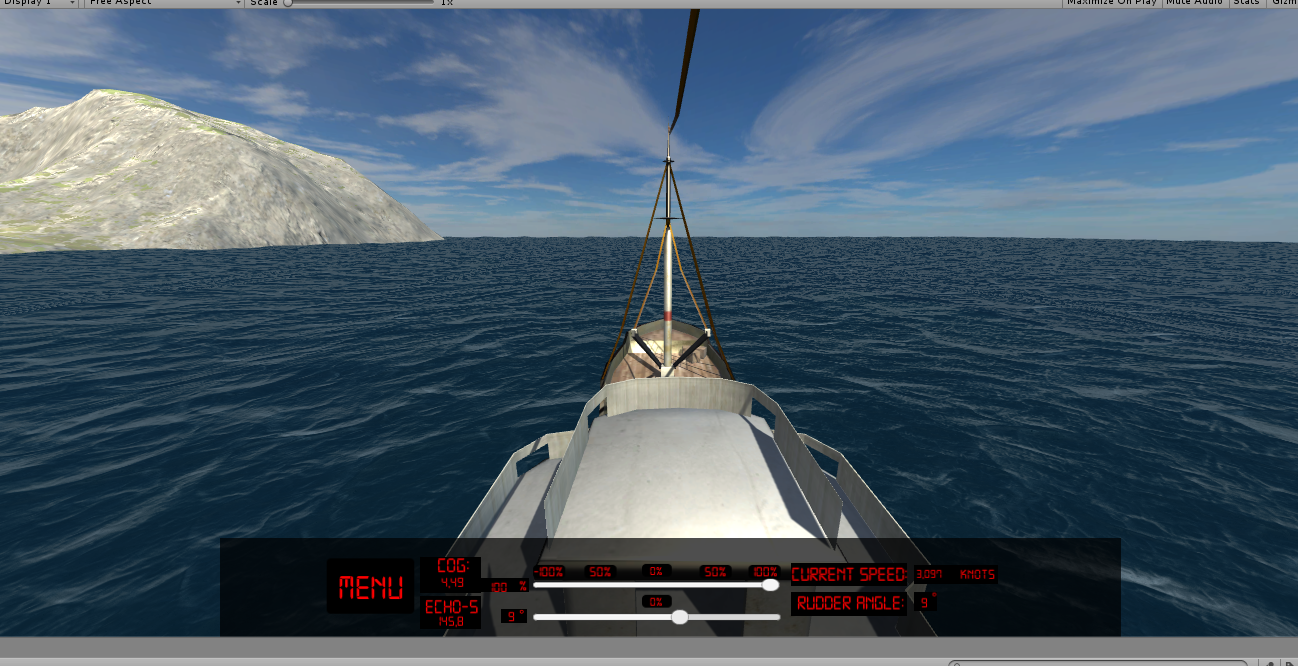 Display 1 Free Aspect Scale 1x Maximize On Play Mute Audio Stats
MENU
COG:
4,49
ECHO-S
145,8
100 %
-100% 50% 0% 50% 100%
9°
0%
CURRENT SPEED: 3,097 KNOTS
RUDDER ANGLE: 9°